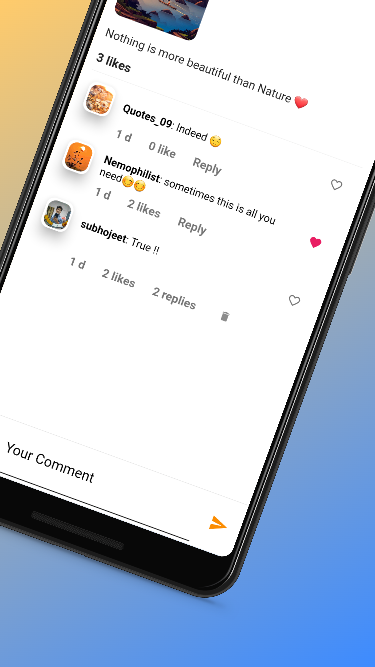 Nothing is more beautiful than Nature ❤️
3 likes
Quotes_09: Indeed 😌
1 d 0 like Reply
Nemophilist: sometimes this is all you
need😌😌
1 d 2 likes Reply
subhojeet: True !!
1 d 2 likes 2 replies
Your Comment